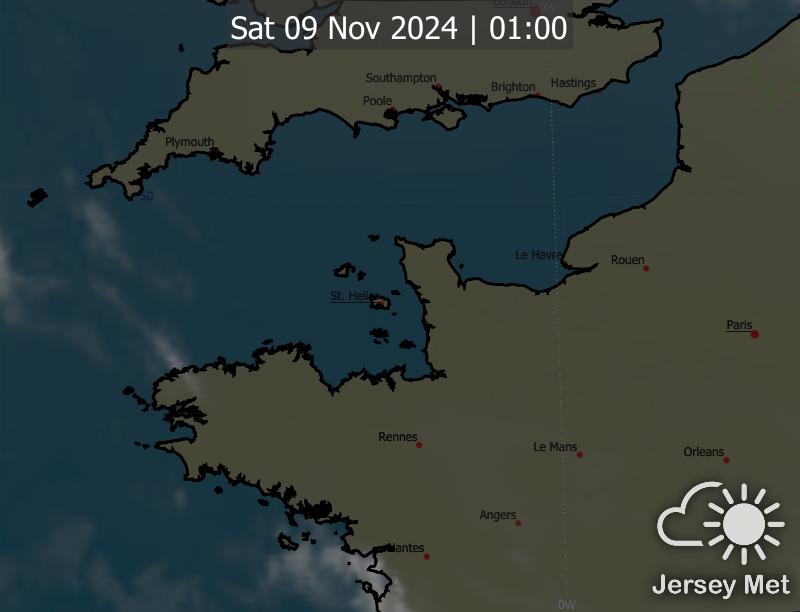 London
0W
Sat 09 Nov 2024 | 01:00
Southampton
Brighton
Hastings
Poole
Plymouth
50
Le Havre
Rouen
St. Helier
Paris
Rennes
Le Mans
Orleans
Angers
Nantes
Jersey Met
0W